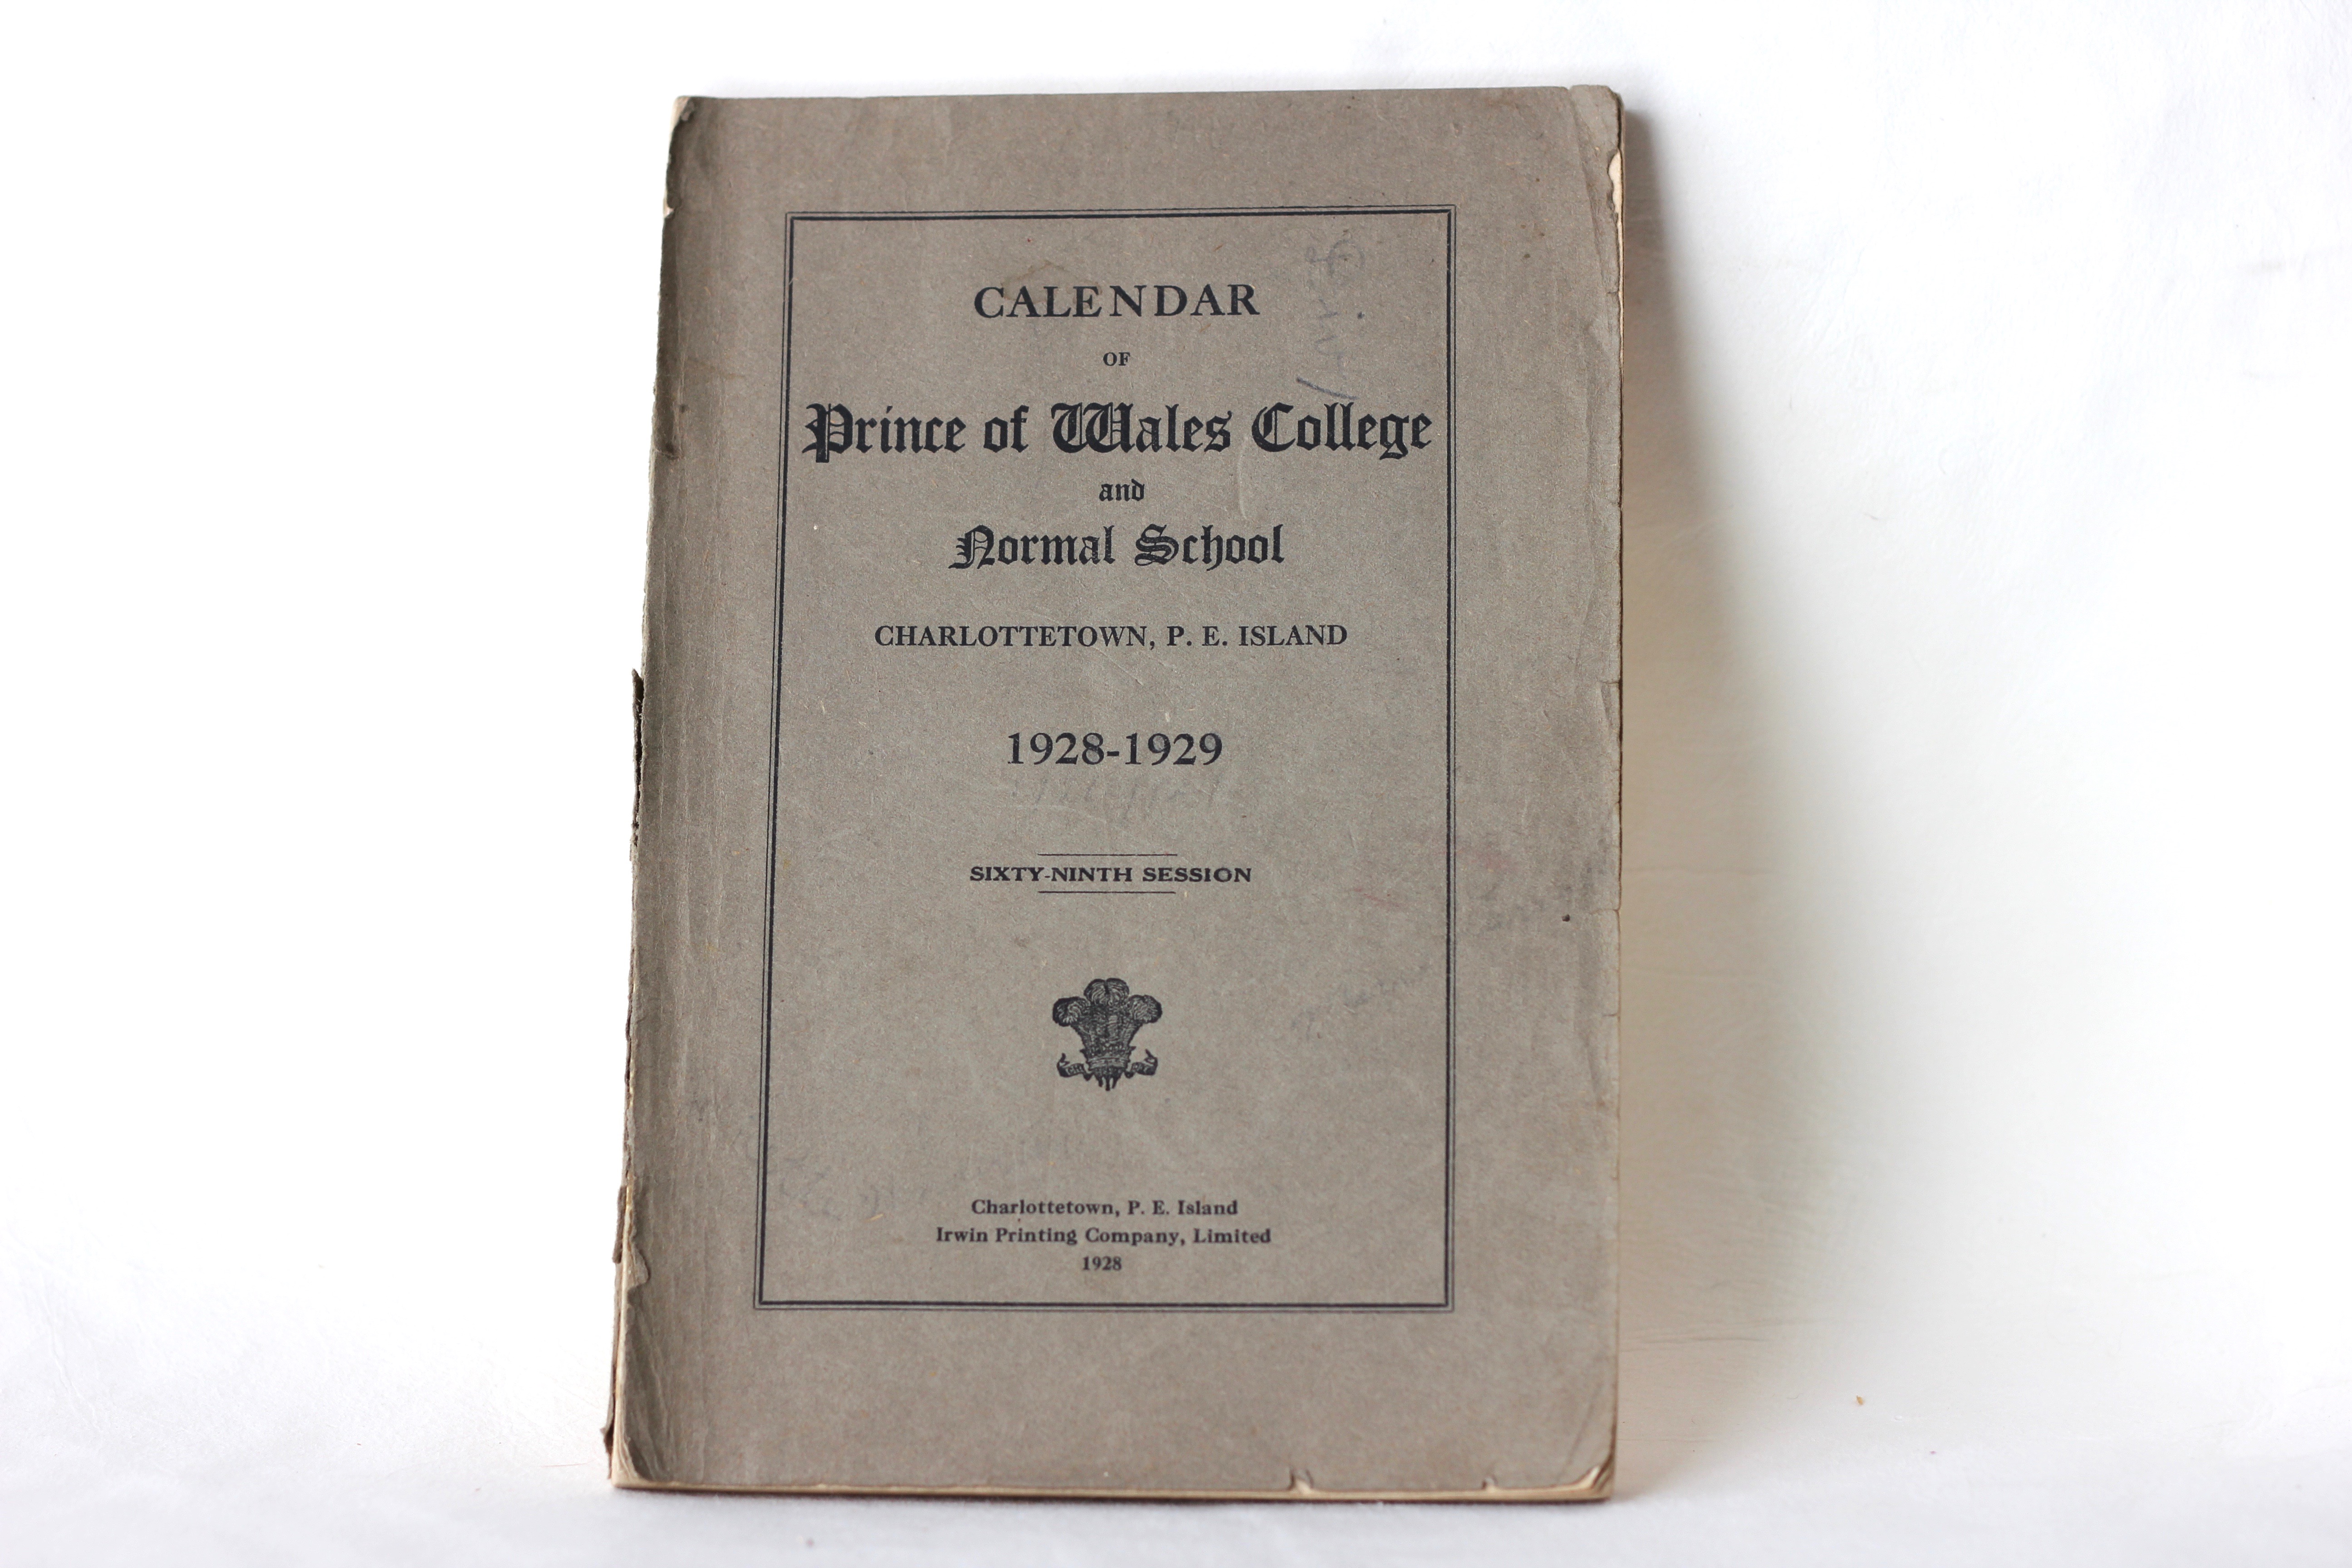 CALENDAR
OF
Prince of Wales College
and
Normal School
CHARLOTTETOWN, P. E. ISLAND
1928-1929
SIXTY-NINTH SESSION
Charlottetown, P. E. Island
Irwin Printing Company, Limited
1928